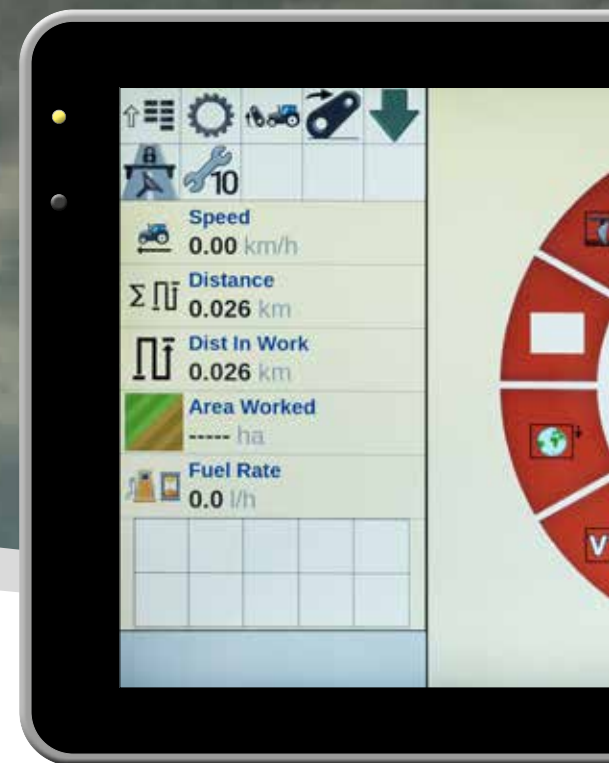 10
Speed
0.00 km/h
Distance
Σ 0.026 km
Dist In Work
0.026 km
Area Worked
----- ha
Fuel Rate
0.0 l/h
V